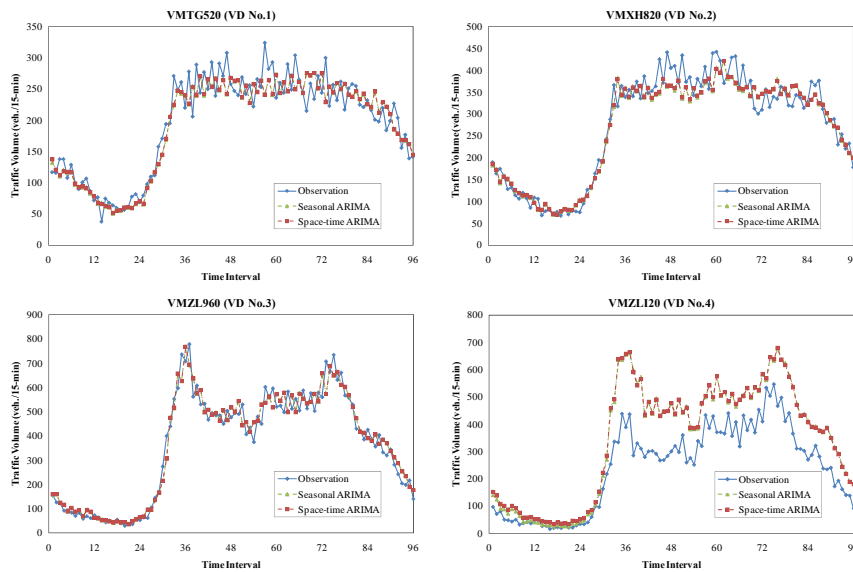 VMTG520 (VD No.1)
Traffic Volume (veh./15-min)
350
300
250
200
150
100
50
0
Observation
Seasonal ARIMA
Space-time ARIMA
0 12 24 36 48 60 72 84 96
Time Interval
VMXH820 (VD No.2)
Traffic Volume (veh./15-min)
500
450
400
350
300
250
200
150
100
50
0
Observation
Seasonal ARIMA
Space-time ARIMA
0 12 24 36 48 60 72 84 96
Time Interval
VMZL960 (VD No.3)
Traffic Volume (veh./15-min)
900
800
700
600
500
400
300
200
100
0
Observation
Seasonal ARIMA
Space-time ARIMA
0 12 24 36 48 60 72 84 96
Time Interval
VMZLI20 (VD No.4)
Traffic Volume (veh./15-min)
800
700
600
500
400
300
200
100
0
Observation
Seasonal ARIMA
Space-time ARIMA
0 12 24 36 48 60 72 84 96
Time Interval